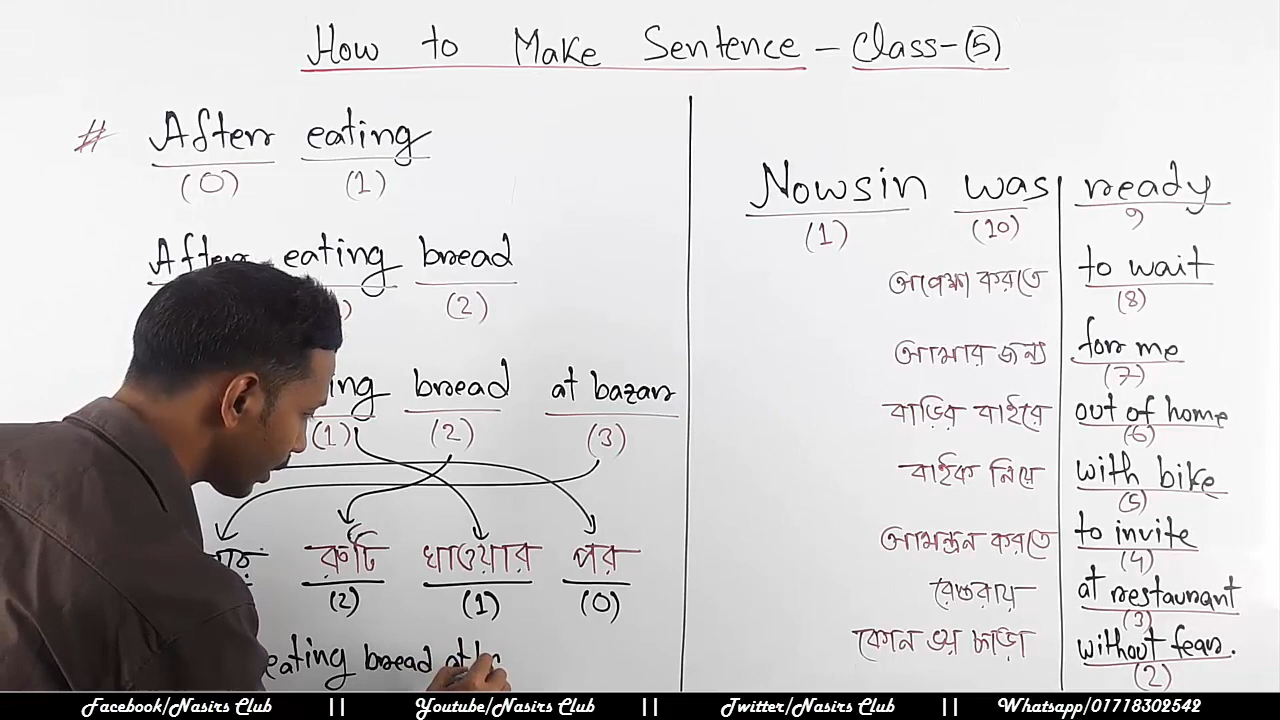 How to Make Sentence - Class-(5)
# After eating
(0) (1)
After eating bread
(2)
bread at bazar
(1) (2) (3)
রুটি খাওয়ার পর
(2) (1) (0)
eating bread at
Nowsin was ready
(1) (10) 9
অপেক্ষা করতে to wait
(8)
আমার জন্য for me
(7)
বাড়ির বাইরে out of home
(6)
বাইক নিয়ে with bike
(5)
আমন্ত্রন করতে to invite
(4)
রেস্তরায় at restaurant
(3)
কোন ভয় ছাড়া without fear.
(2)
Facebook/Nasirs Club || Youtube/Nasirs Club || Twitter/Nasirs Club || Whatsapp/01718302542